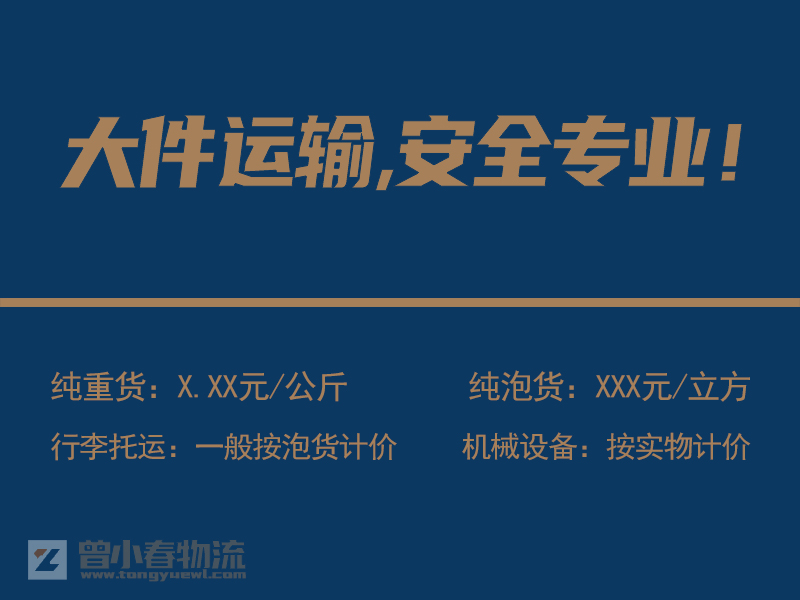 大件运输,安全专业!
纯重货：X.XX元/公斤
纯泡货：XXX元/立方
行李托运：一般按泡货计价
机械设备：按实物计价
曾小春物流
www.tongyuewl.com